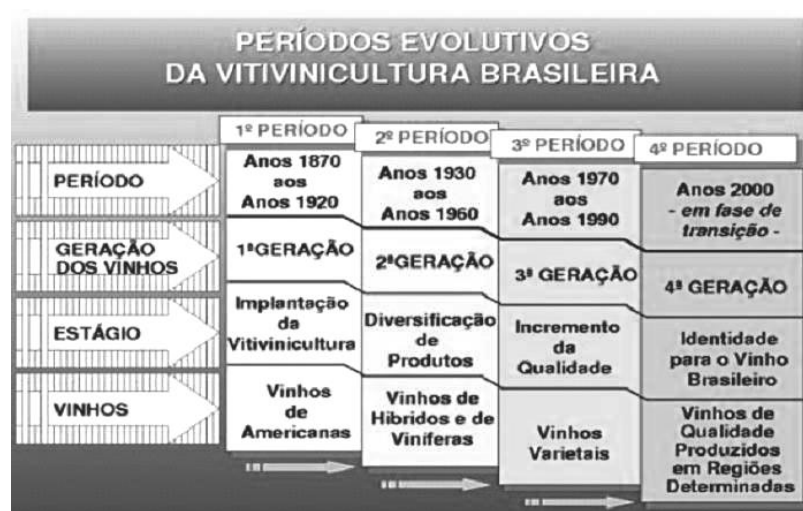 PERÍODOS EVOLUTIVOS
DA VITIVINICULTURA BRASILEIRA
1º PERÍODO
2º PERÍODO
3º PERÍODO
4º PERÍODO
PERÍODO
Anos 1870
aos
Anos 1920
Anos 1930
aos
Anos 1960
Anos 1970
aos
Anos 1990
Anos 2000
- em fase de
transição -
GERAÇÃO
DOS VINHOS
1ªGERAÇÃO
2ªGERAÇÃO
3ª GERAÇÃO
4ª GERAÇÃO
ESTÁGIO
Implantação
da
Vitivinicultura
Diversificação
de
Produtos
Incremento
da
Qualidade
Identidade
para o Vinho
Brasileiro
VINHOS
Vinhos
de
Americanas
Vinhos de
Híbridos e de
Viníferas
Vinhos
Varietais
Vinhos de
Qualidade
Produzidos
em Regiões
Determinadas